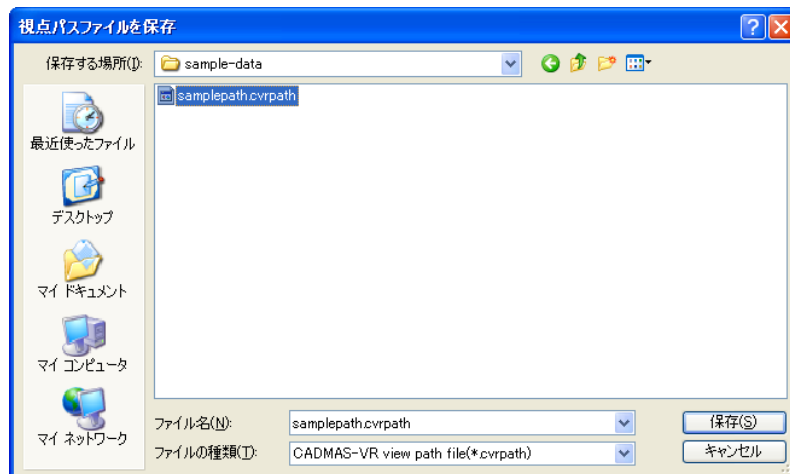 視点パスファイルを保存
保存する場所(I):
sample-data
samplepath.cvrpath
最近使ったファイル
デスクトップ
マイ ドキュメント
マイ コンピュータ
マイ ネットワーク
ファイル名(N):
samplepath.cvrpath
保存(S)
ファイルの種類(T):
CADMAS-VR view path file(*.cvrpath)
キャンセル